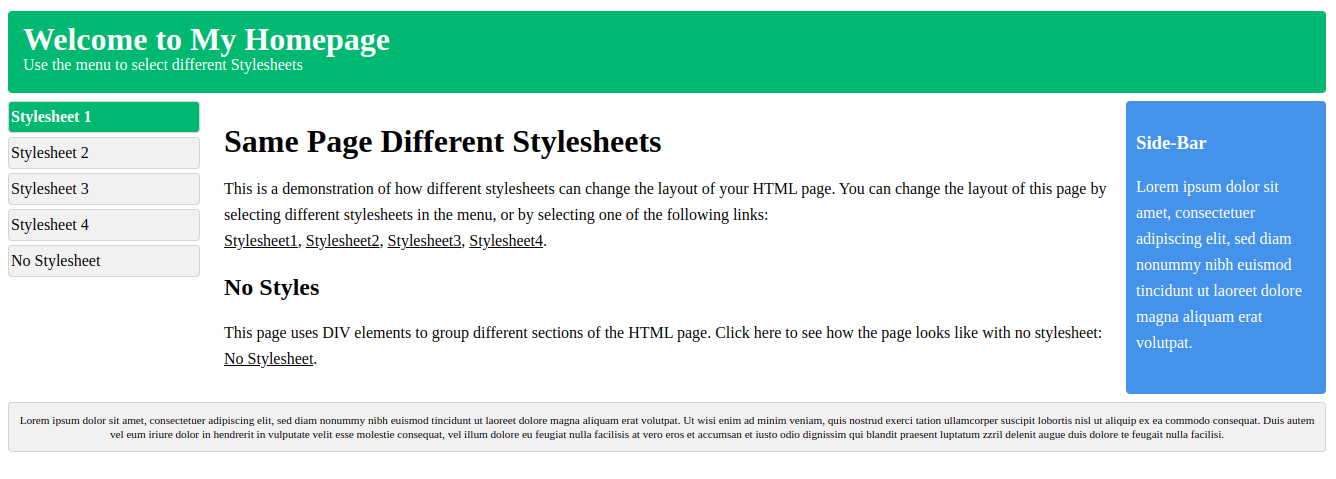 Welcome to My Homepage
Use the menu to select different Stylesheets
Stylesheet 1
Stylesheet 2
Stylesheet 3
Stylesheet 4
No Stylesheet
Same Page Different Stylesheets
This is a demonstration of how different stylesheets can change the layout of your HTML page. You can change the layout of this page by
selecting different stylesheets in the menu, or by selecting one of the following links:
Stylesheet1, Stylesheet2, Stylesheet3, Stylesheet4.
No Styles
This page uses DIV elements to group different sections of the HTML page. Click here to see how the page looks like with no stylesheet:
No Stylesheet.
Side-Bar
Lorem ipsum dolor sit
amet, consectetuer
adipiscing elit, sed diam
nonummy nibh euismod
tincidunt ut laoreet dolore
magna aliquam erat
volutpat.
Lorem ipsum dolor sit amet, consectetuer adipiscing elit, sed diam nonummy nibh euismod tincidunt ut laoreet dolore magna aliquam erat volutpat. Ut wisi enim ad minim veniam, quis nostrud exerci tation ullamcorper suscipit lobortis nisl ut aliquip ex ea commodo consequat. Duis autem
vel eum iriure dolor in hendrerit in vulputate velit esse molestie consequat, vel illum dolore eu feugiat nulla facilisis at vero eros et accumsan et iusto odio dignissim qui blandit praesent luptatum zzril delenit augue duis dolore te feugait nulla facilisi.